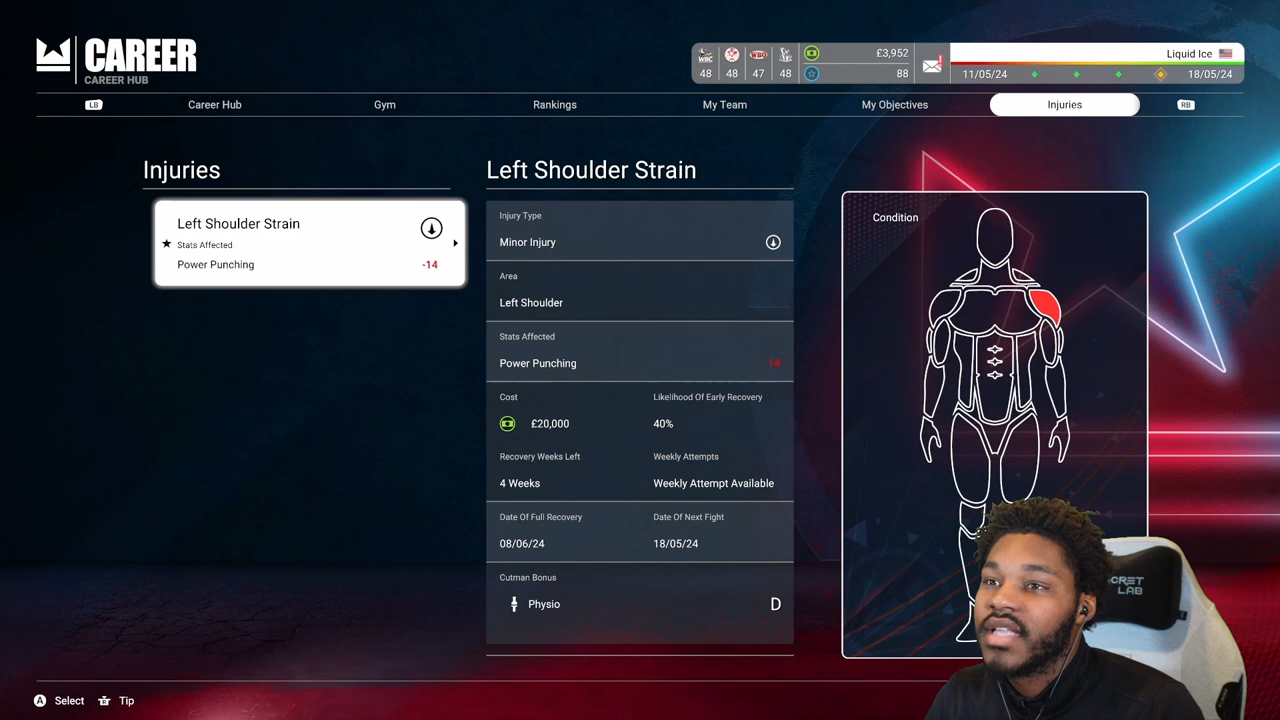 CAREER
CAREER HUB
WBC
WBO
48
48
47
48
£3,952
88
Liquid Ice
11/05/24
18/05/24
LB
Career Hub
Gym
Rankings
My Team
My Objectives
Injuries
RB
Injuries
Left Shoulder Strain
Stats Affected
Power Punching
-14
Left Shoulder Strain
Injury Type
Minor Injury
Area
Left Shoulder
Stats Affected
Power Punching
-14
Cost
Likelihood Of Early Recovery
£20,000
40%
Recovery Weeks Left
Weekly Attempts
4 Weeks
Weekly Attempt Available
Date Of Full Recovery
Date Of Next Fight
08/06/24
18/05/24
Cutman Bonus
Physio
D
Condition
CRET
LAB
A
Select
Tip